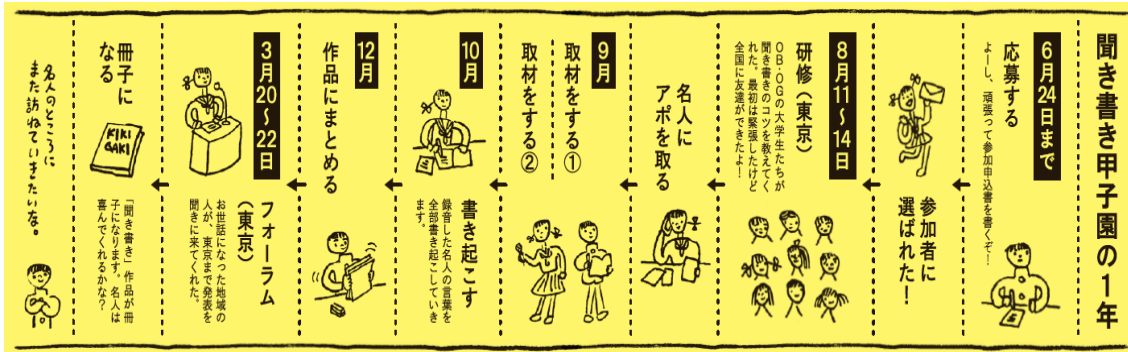 聞き書き甲子園の1年
6月24日まで
応募する
よーし、頑張って参加申込書を書くぞ!
参加者に
選ばれた!
8月11〜14日
研修(東京)
OB・OGの大学生たちが
聞き書きのコツを教えてく
れた。最初は緊張したけど
全国に友達ができたよ!
名人に
アポを取る
9月
取材をする①
取材をする②
10月
書き起こす
録音した名人の言葉を
全部書き起こしていき
ます。
12月
作品にまとめる
3月20〜22日
フォーラム
(東京)
お世話になった地域の
人が、東京まで発表を
聞きに来てくれた。
冊子に
なる
KIKI
GAKI
「聞き書き」作品が冊
子になります。名人は
喜んでくれるかな?
名人のところに
また訪ねていきたいな。